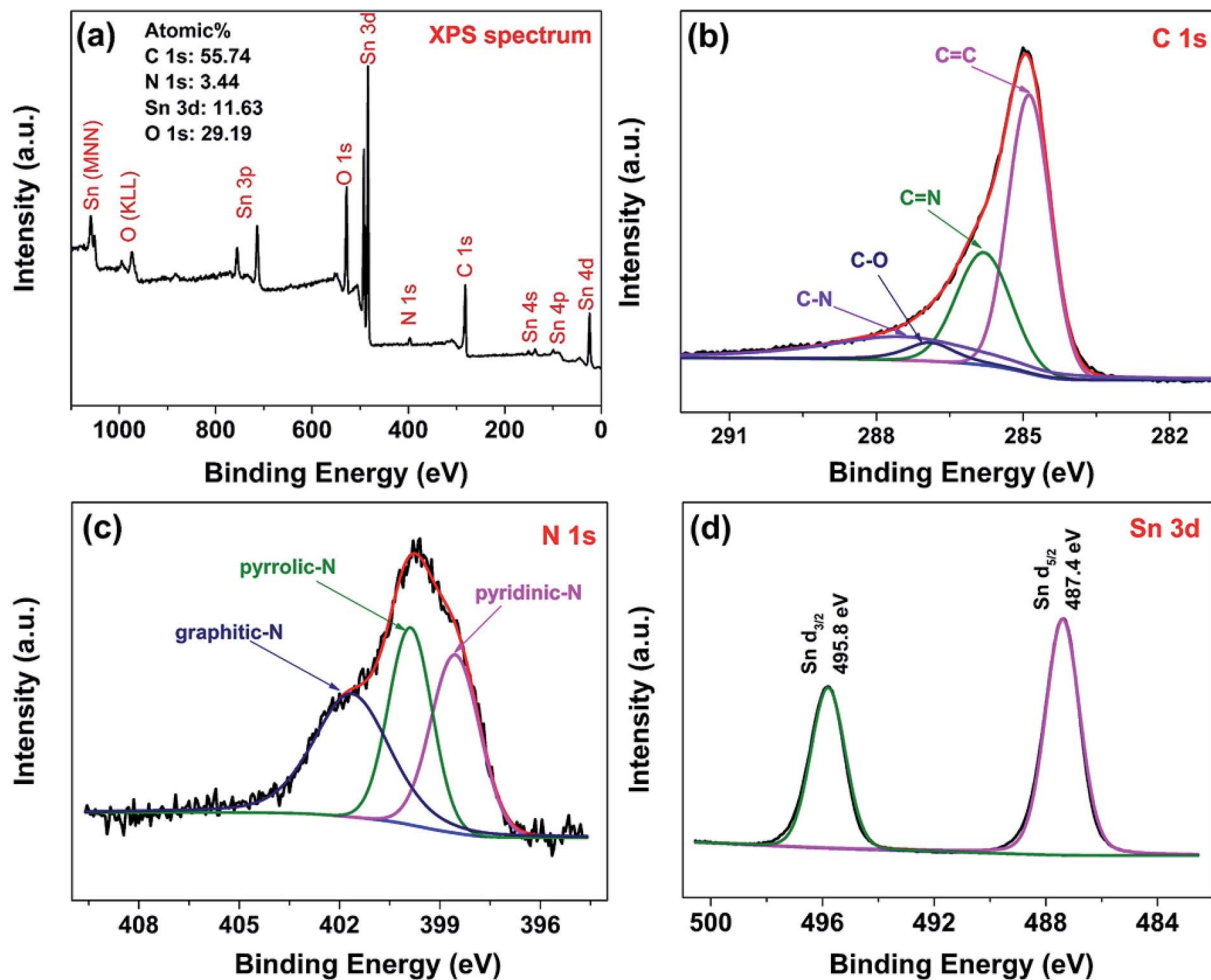 (a)
Atomic%
C 1s: 55.74
N 1s: 3.44
Sn 3d: 11.63
O 1s: 29.19
XPS spectrum
Sn (MNN)
O (KLL)
Sn 3p
O 1s
Sn 3d
N 1s
C 1s
Sn 4s
Sn 4p
Sn 4d
Intensity (a.u.)
1000 800 600 400 200 0
Binding Energy (eV)
(b)
C 1s
C=C
C=N
C-O
C-N
Intensity (a.u.)
291 288 285 282
Binding Energy (eV)
(c)
N 1s
pyrrolic-N
pyridinic-N
graphitic-N
Intensity (a.u.)
408 405 402 399 396
Binding Energy (eV)
(d)
Sn 3d
Sn d3/2
495.8 eV
Sn d5/2
487.4 eV
Intensity (a.u.)
500 496 492 488 484
Binding Energy (eV)